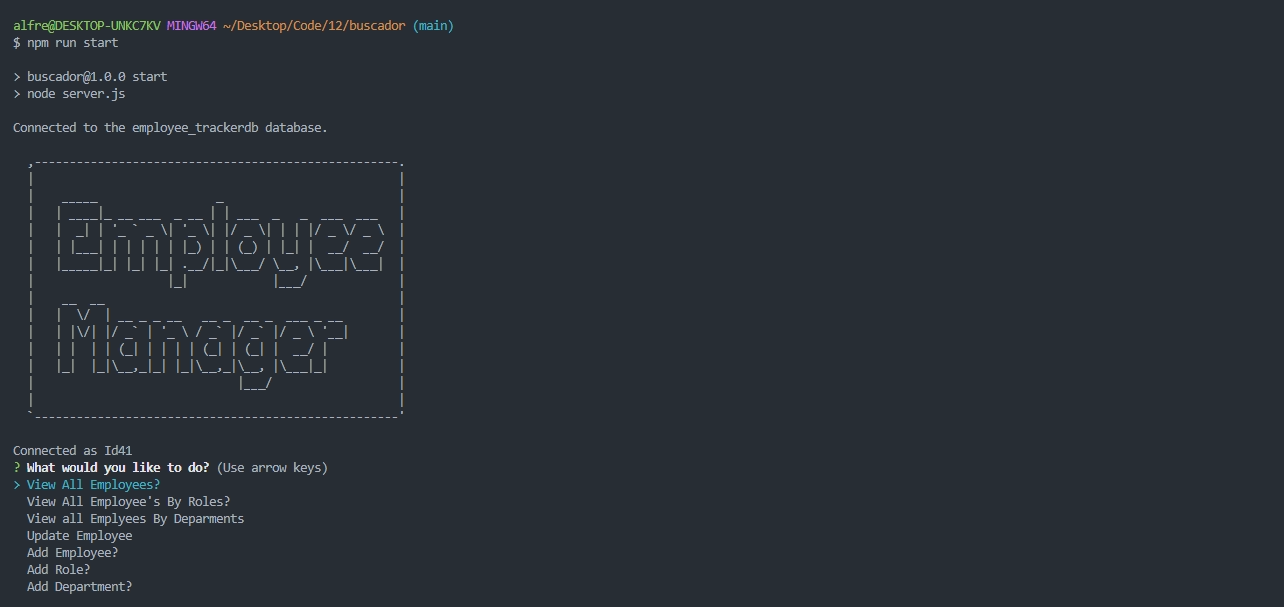 alfre@DESKTOP-UNKC7KV MINGW64 ~/Desktop/Code/12/buscador (main)
$ npm run start
> buscador@1.0.0 start
> node server.js
Connected to the employee_trackerdb database.
Employee
Manager
Connected as Id41
? What would you like to do? (Use arrow keys)
> View All Employees?
View All Employee's By Roles?
View all Emplyees By Deparments
Update Employee
Add Employee?
Add Role?
Add Department?